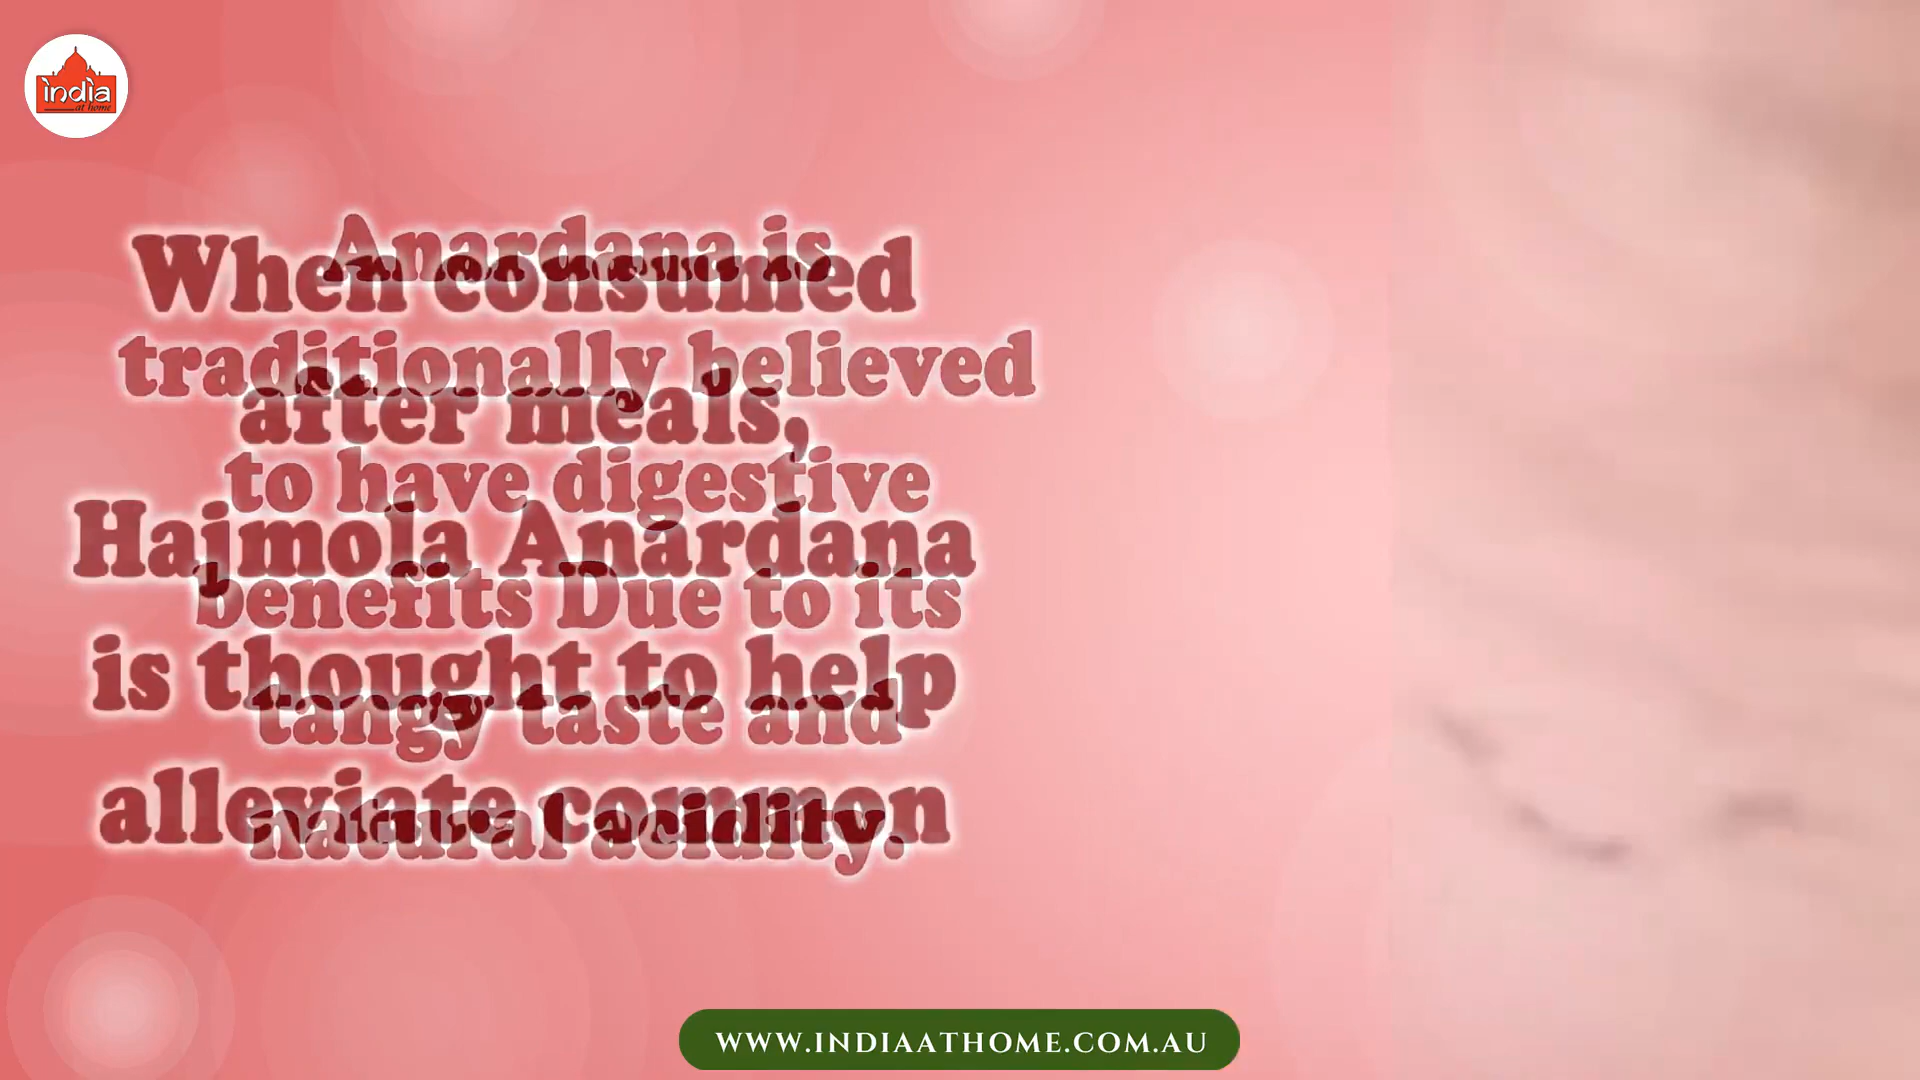 india
at home
Anardana is
traditionally believed
to have digestive
benefits Due to its
tangy taste and
natural acidity.
When consumed
after meals,
Hajmola Anardana
is thought to help
alleviate common
WWW.INDIAATHOME.COM.AU